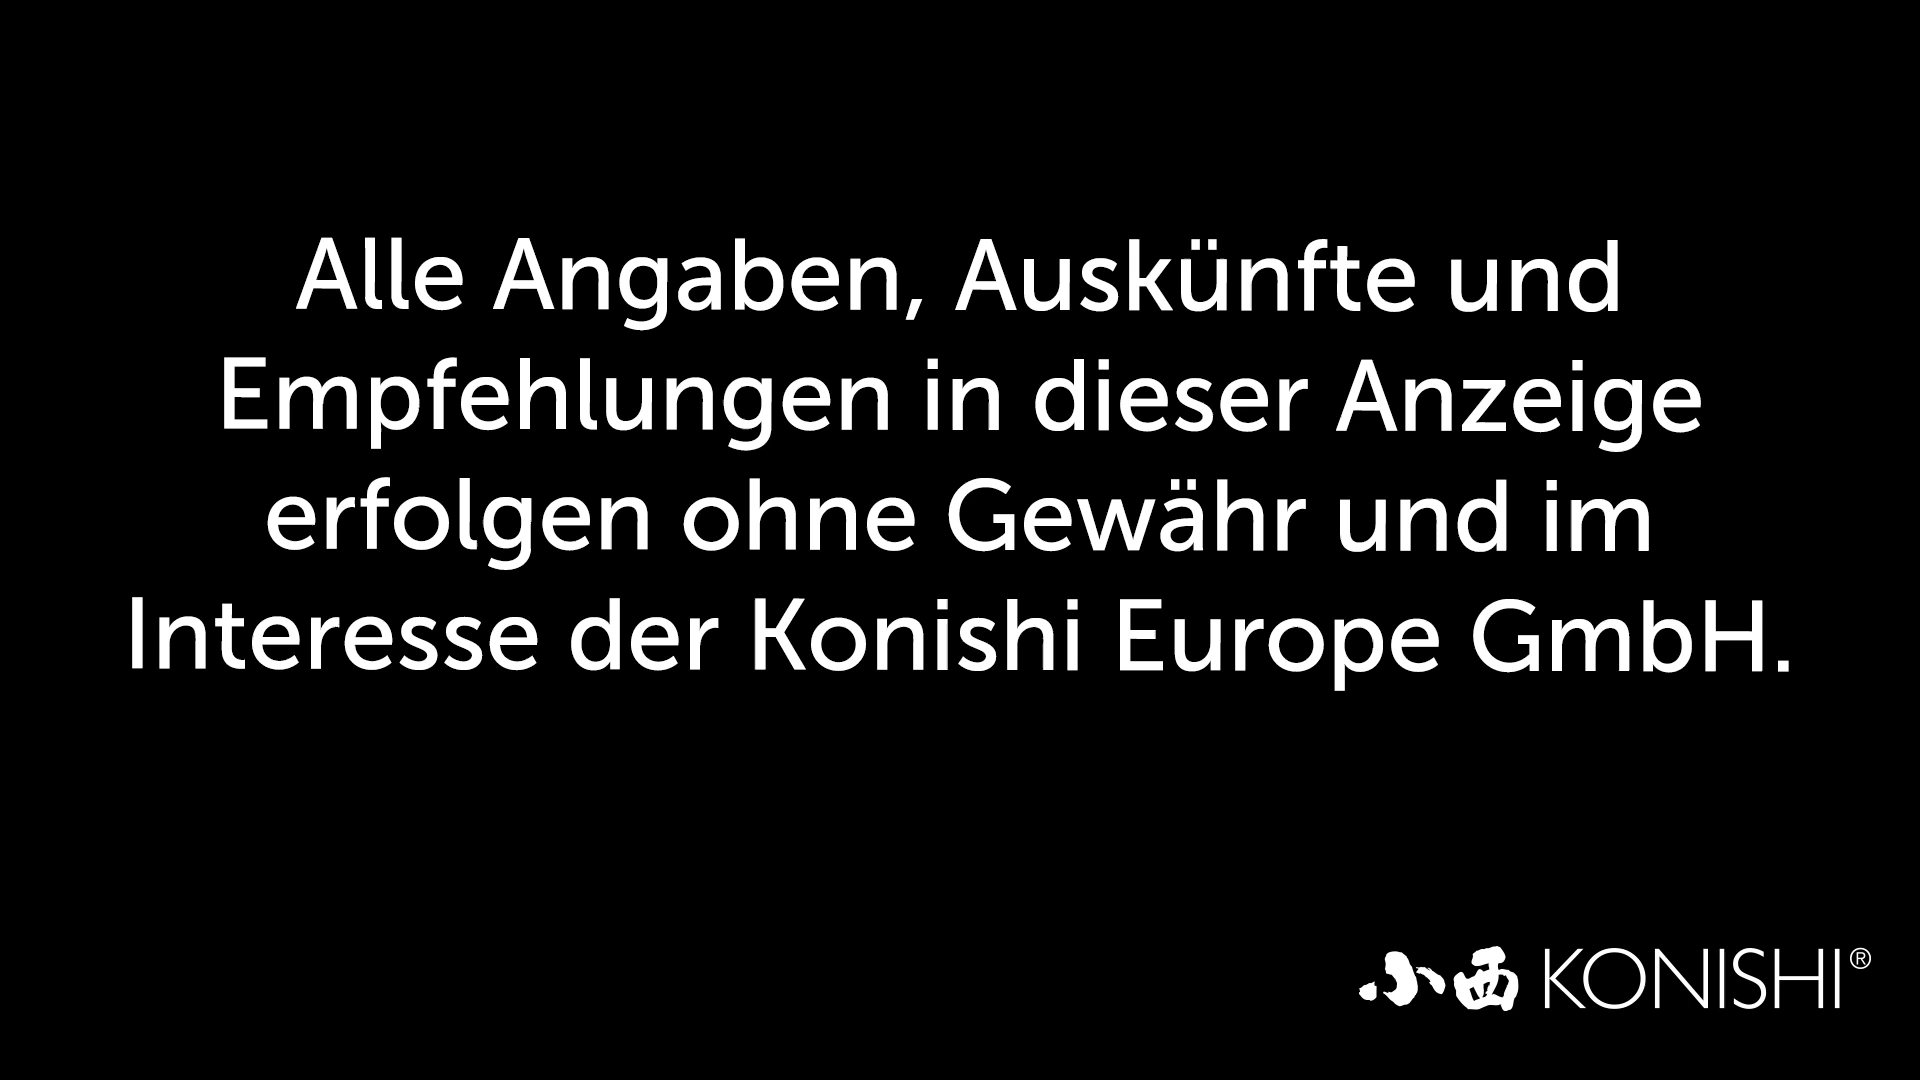 Alle Angaben, Auskünfte und
Empfehlungen in dieser Anzeige
erfolgen ohne Gewähr und im
Interesse der Konishi Europe GmbH.
小西 KONISHI®